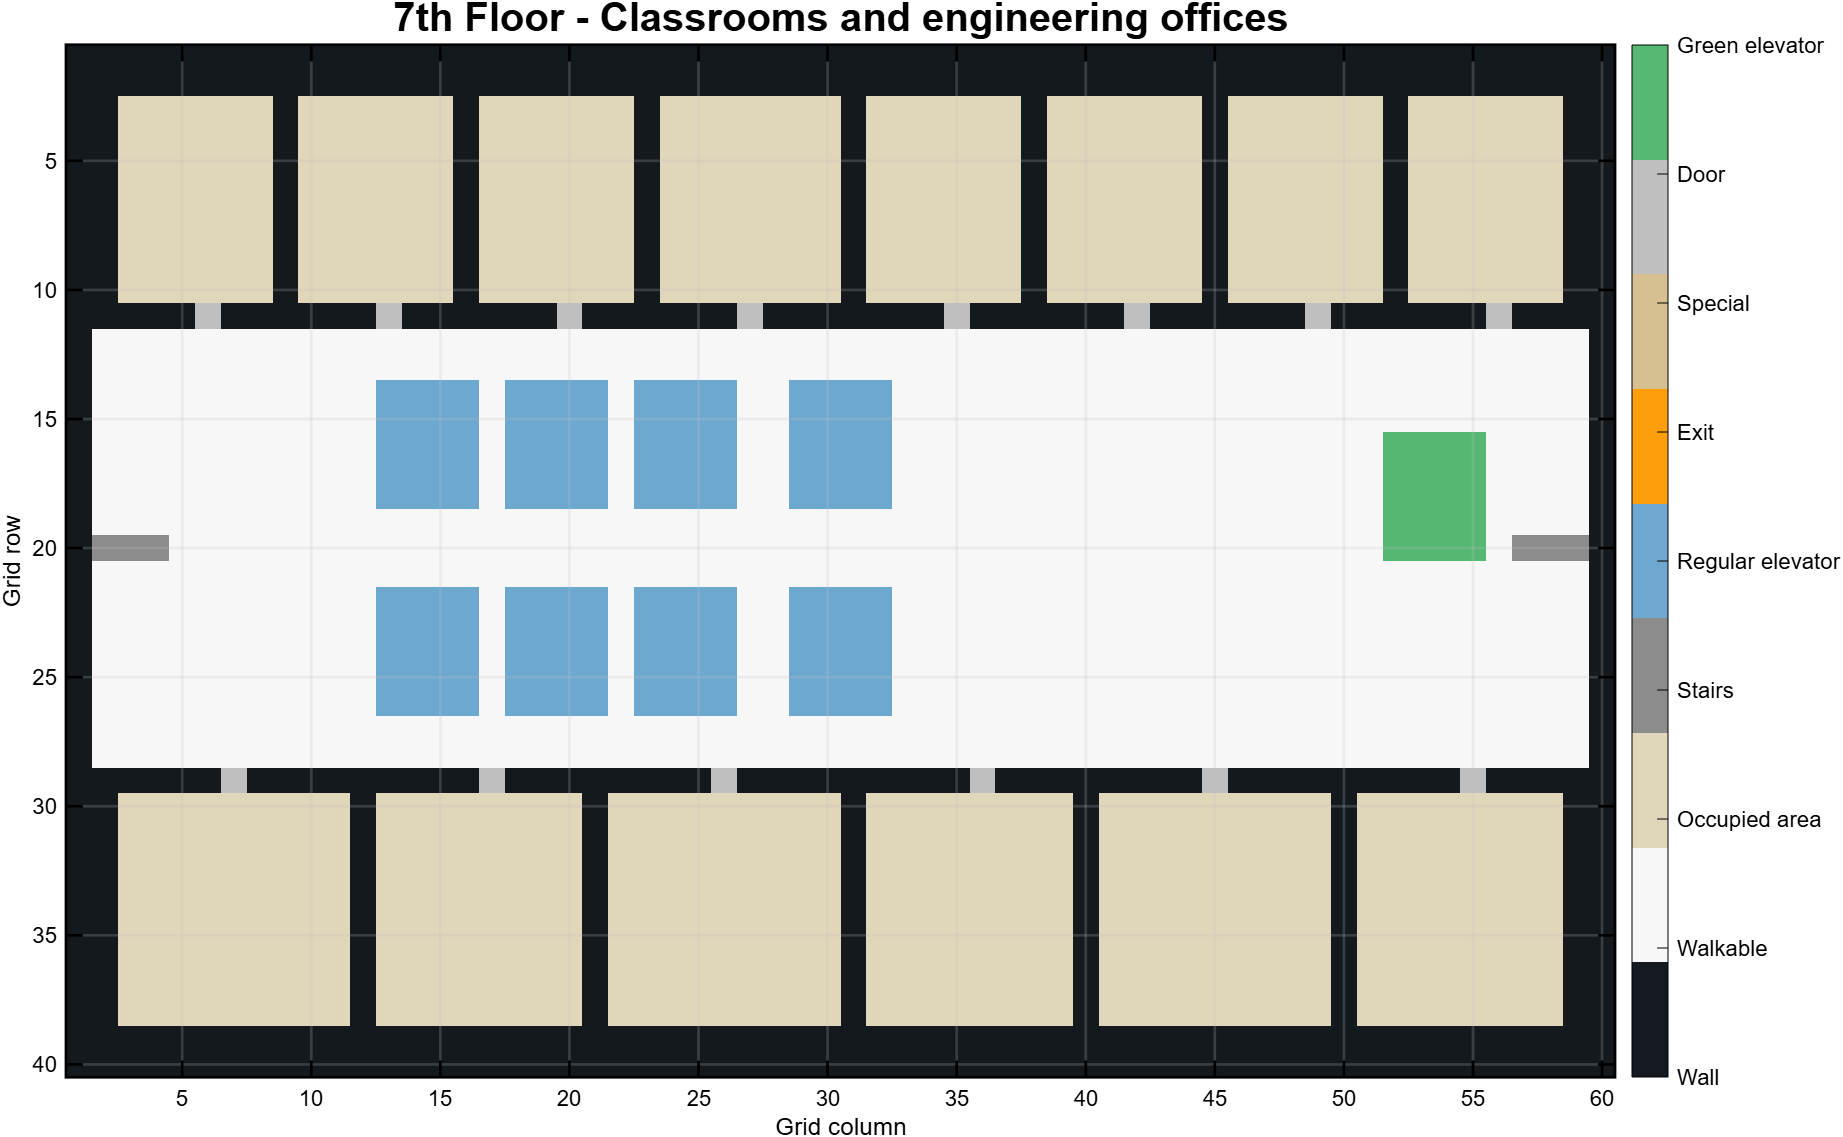 7th Floor - Classrooms and engineering offices
Green elevator
Door
Special
Exit
Regular elevator
Stairs
Occupied area
Walkable
Wall
Grid row
5
10
15
20
25
30
35
40
5 10 15 20 25 30 35 40 45 50 55 60
Grid column